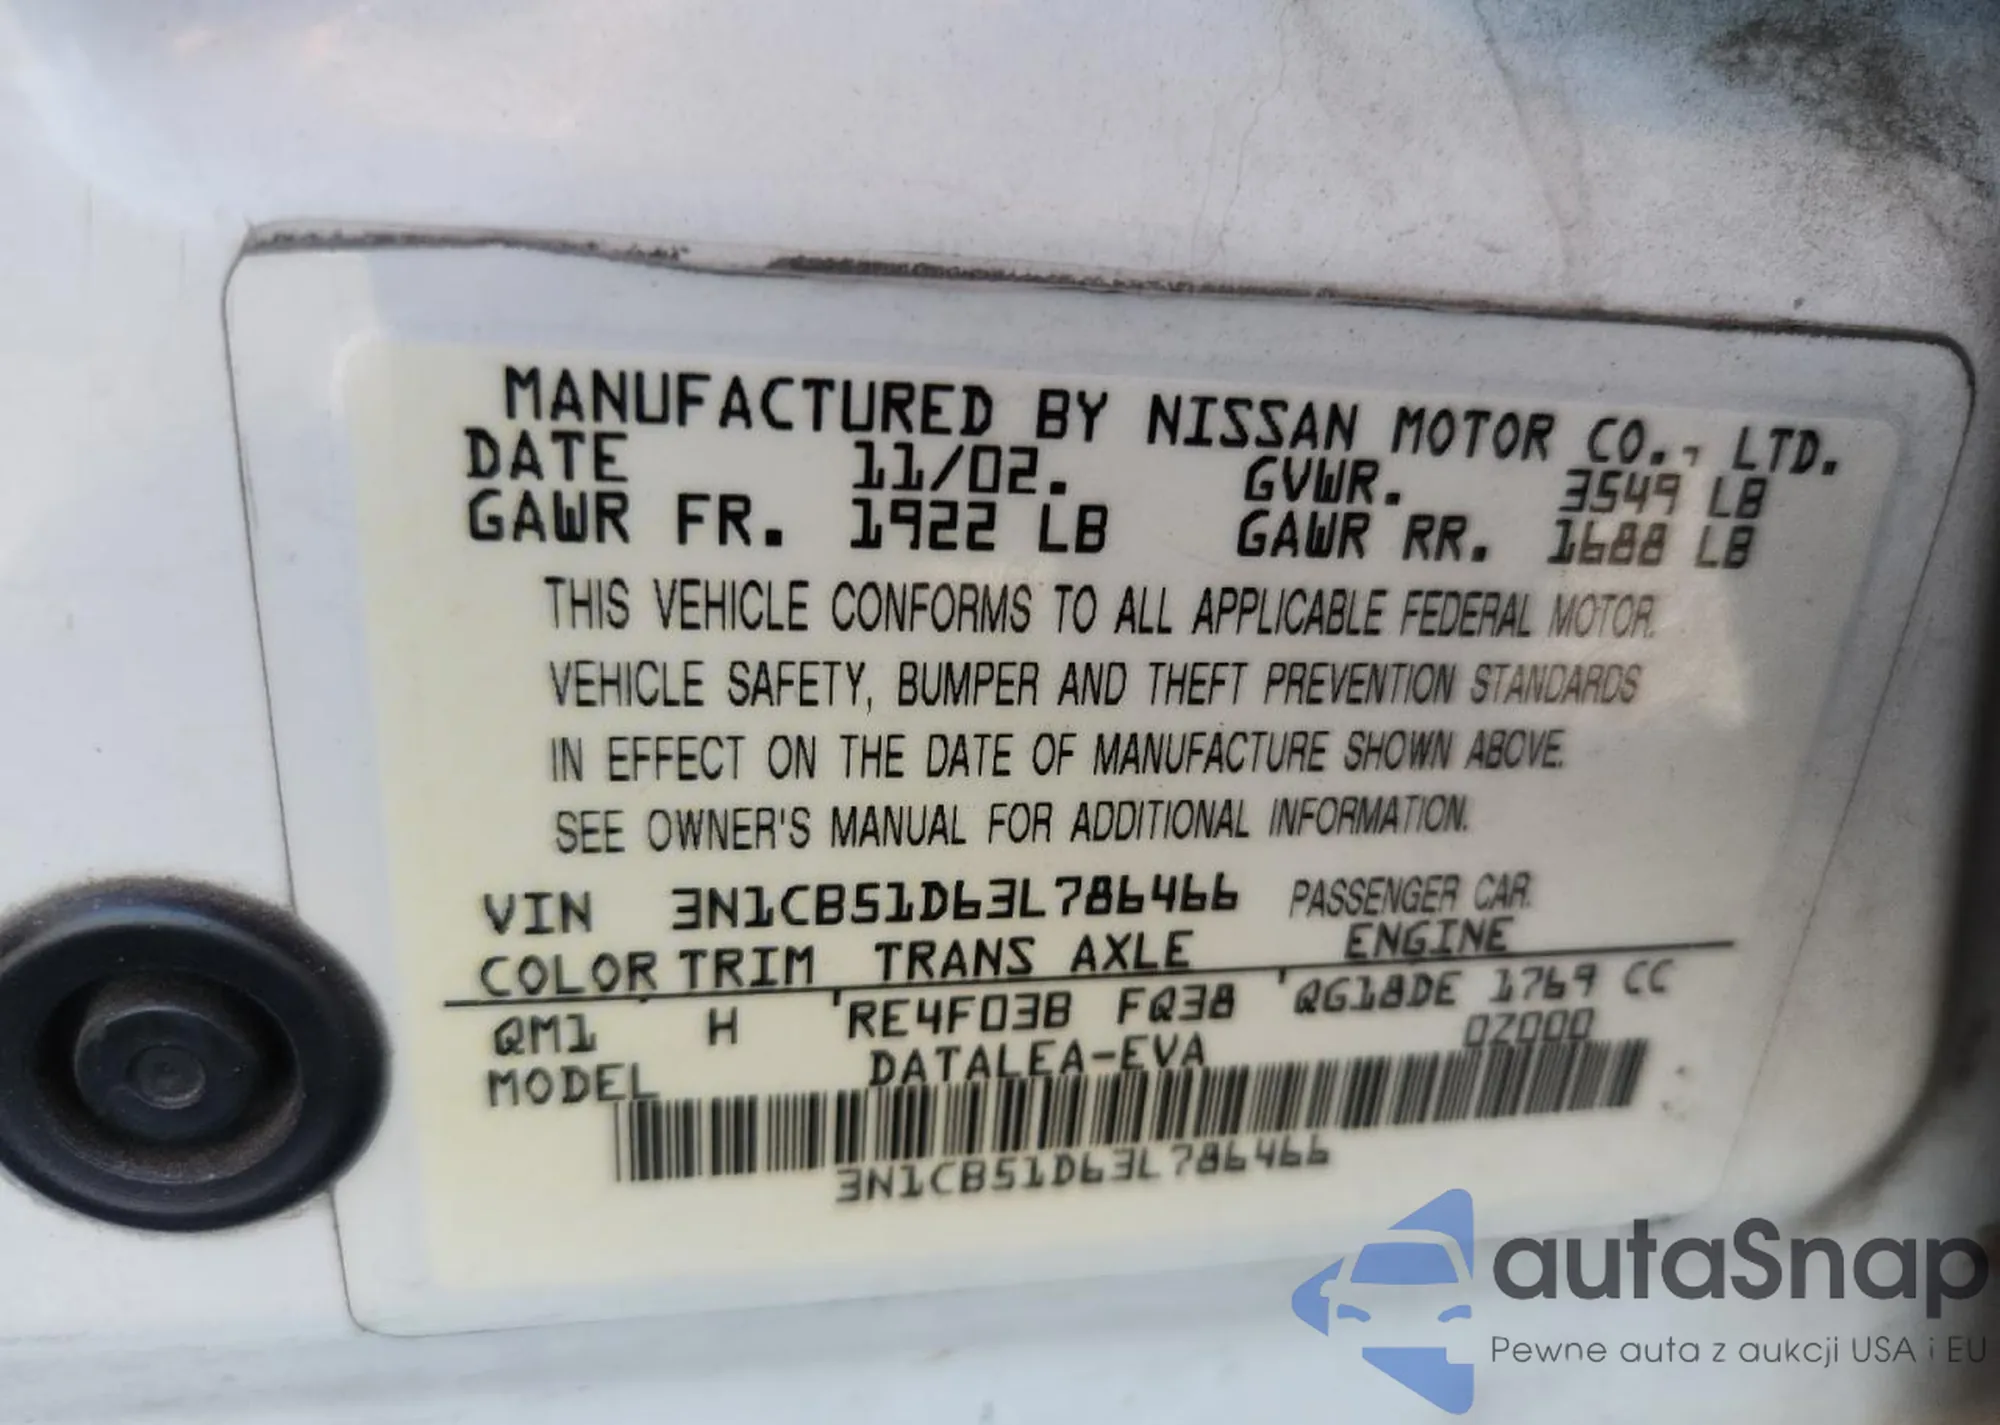 MANUFACTURED BY NISSAN MOTOR CO., LTD.
DATE 11/02. GVWR. 3549 LB
GAWR FR. 1922 LB GAWR RR. 1688 LB
THIS VEHICLE CONFORMS TO ALL APPLICABLE FEDERAL MOTOR
VEHICLE SAFETY, BUMPER AND THEFT PREVENTION STANDARDS
IN EFFECT ON THE DATE OF MANUFACTURE SHOWN ABOVE.
SEE OWNER'S MANUAL FOR ADDITIONAL INFORMATION.
VIN 3N1CB51D63L786466 PASSENGER CAR
COLOR TRIM TRANS AXLE ENGINE
QM1 H RE4F03B FQ38 QG18DE 1769 CC
MODEL DATALEA-EVA 0Z000
3N1CB51D63L786466
autaSnap
Pewne auta z aukcji USA i EU